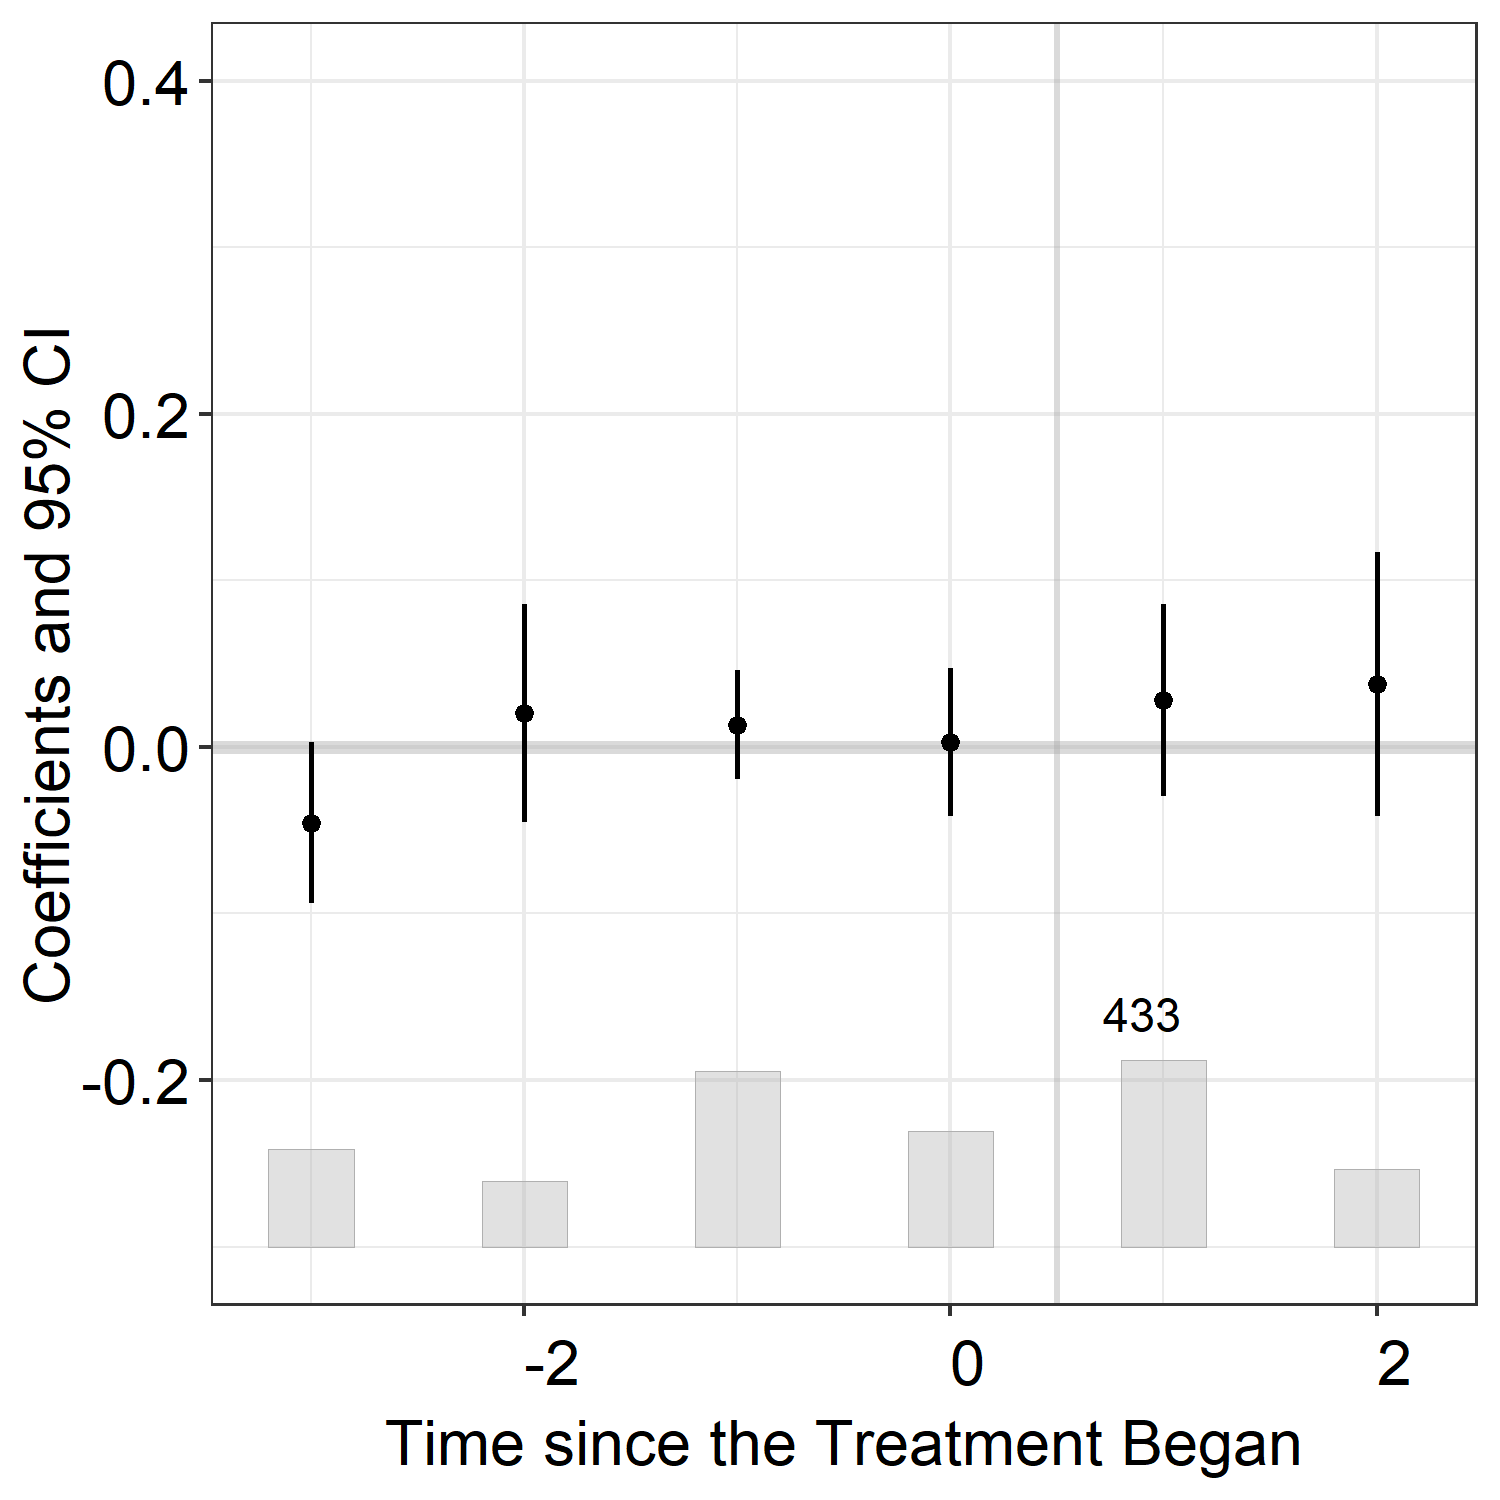 Coefficients and 95% CI
0.4
0.2
0.0
-0.2
433
-2 0 2
Time since the Treatment Began